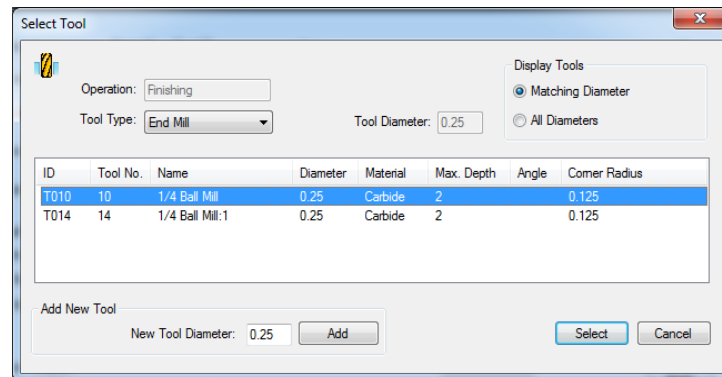 Select Tool
Display Tools
Operation: Finishing
Matching Diameter
Tool Type: End Mill Tool Diameter: 0.25
All Diameters
ID Tool No. Name Diameter Material Max. Depth Angle Corner Radius
T010 10 1/4 Ball Mill 0.25 Carbide 2 0.125
T014 14 1/4 Ball Mill:1 0.25 Carbide 2 0.125
Add New Tool
New Tool Diameter: 0.25 Add Select Cancel